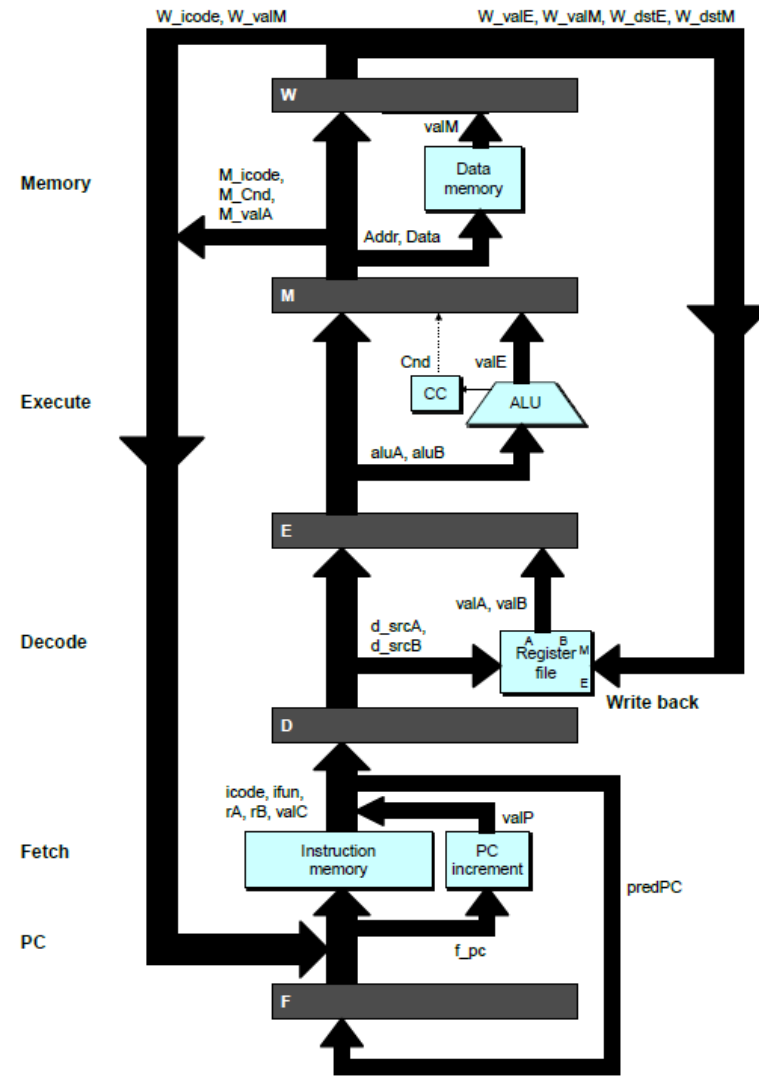 W_icode, W_valM
W_valE, W_valM, W_dstE, W_dstM
W
valM
Memory
Data
memory
M_icode,
M_Cnd,
M_valA
Addr, Data
M
Cnd
valE
Execute
CC
ALU
aluA, aluB
E
valA, valB
Decode
d_srcA,
d_srcB
A B
Register M
file
E
Write back
D
icode, ifun,
rA, rB, valC
valP
Fetch
Instruction
memory
PC
increment
predPC
PC
f_pc
F